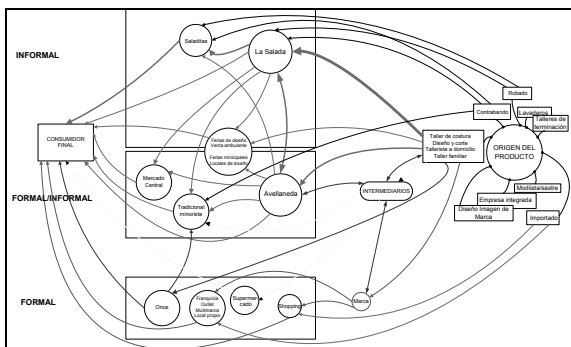 INFORMAL
Saladitas
La Salada
Robado
Contrabando
Lavaderos
Talleres de
terminación
CONSUMIDOR
FINAL
Ferias de diseño
Venta ambulante
Ferias minicipales
Locales de diseño
Taller de costura
Diseño y corte
Tallerista a domicilio
Taller familiar
ORIGEN DEL
PRODUCTO
Mercado
Central
FORMAL/INFORMAL
Avellaneda
INTERMEDIARIOS
Tradicional
minorista
Modista/sastre
Empresa integrada
Diseño Imagen de
Marca
Importado
FORMAL
Once
Franquicia
Outlet
Multimarca
Local propio
Supermer-
cado
Shopping
Marca